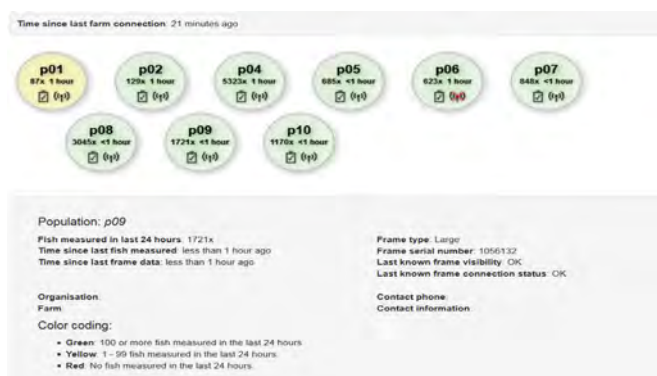 Time since last farm connection: 21 minutes ago
p01 p02 p04 p05 p06 p07
87x 1 hour 129x 1 hour 5323x 1 hour 685x <1 hour 623x 1 hour 848x <1 hour
p08 p09 p10
3045x <1 hour 1721x <1 hour 1170x <1 hour
Population: p09
Fish measured in last 24 hours: 1721x
Time since last fish measured: less than 1 hour ago
Time since last frame data: less than 1 hour ago
Frame type: Large
Frame serial number: 1056132
Last known frame visibility: OK
Last known frame connection status: OK
Organisation:
Farm:
Contact phone:
Contact information:
Color coding:
• Green: 100 or more fish measured in the last 24 hours
• Yellow: 1 - 99 fish measured in the last 24 hours.
• Red: No fish measured in the last 24 hours.